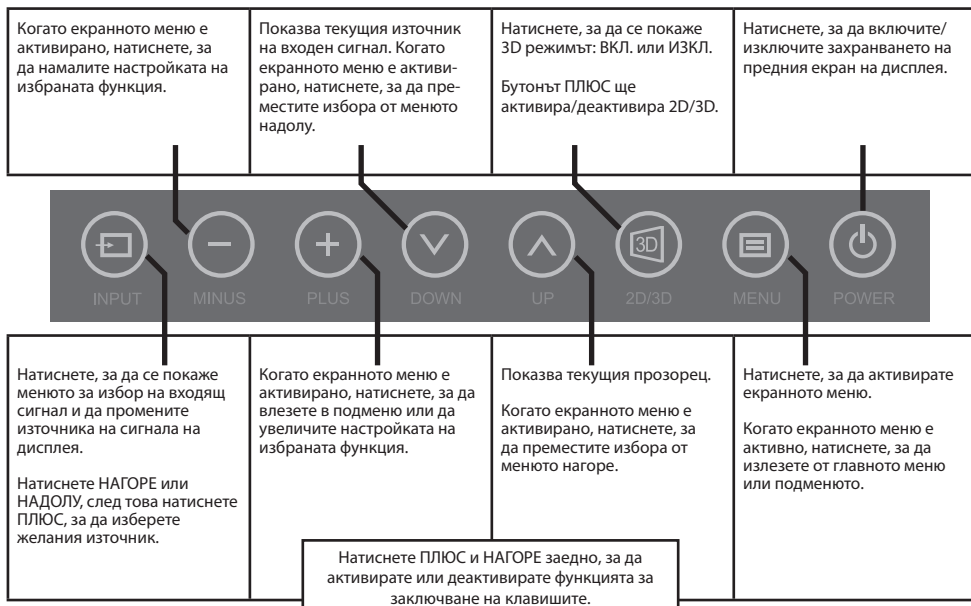 Когато екранното меню е
активирано, натиснете, за
да намалите настройката на
избраната функция.
Показва текущия източник
на входен сигнал. Когато
екранното меню е активи-
рано, натиснете, за да пре-
местите избора от менюто
надолу.
Натиснете, за да се покаже
3D режимът: ВКЛ. или ИЗКЛ.
Бутонът ПЛЮС ще
активира/деактивира 2D/3D.
Натиснете, за да включите/
изключите захранването на
предния екран на дисплея.
3D
INPUT MINUS PLUS DOWN UP 2D/3D MENU POWER
Натиснете, за да се покаже
менюто за избор на входящ
сигнал и да промените
източника на сигнала на
дисплея.
Натиснете НАГОРЕ или
НАДОЛУ, след това натиснете
ПЛЮС, за да изберете
желания източник.
Когато екранното меню е
активирано, натиснете, за да
влезете в подменю или да
увеличите настройката на
избраната функция.
Показва текущия прозорец.
Когато екранното меню е
активирано, натиснете, за
да преместите избора от
менюто нагоре.
Натиснете, за да активирате
екранното меню.
Когато екранното меню е
активно, натиснете, за да
излезете от главното меню
или подменюто.
Натиснете ПЛЮС и НАГОРЕ заедно, за да
активирате или деактивирате функцията за
заключване на клавишите.